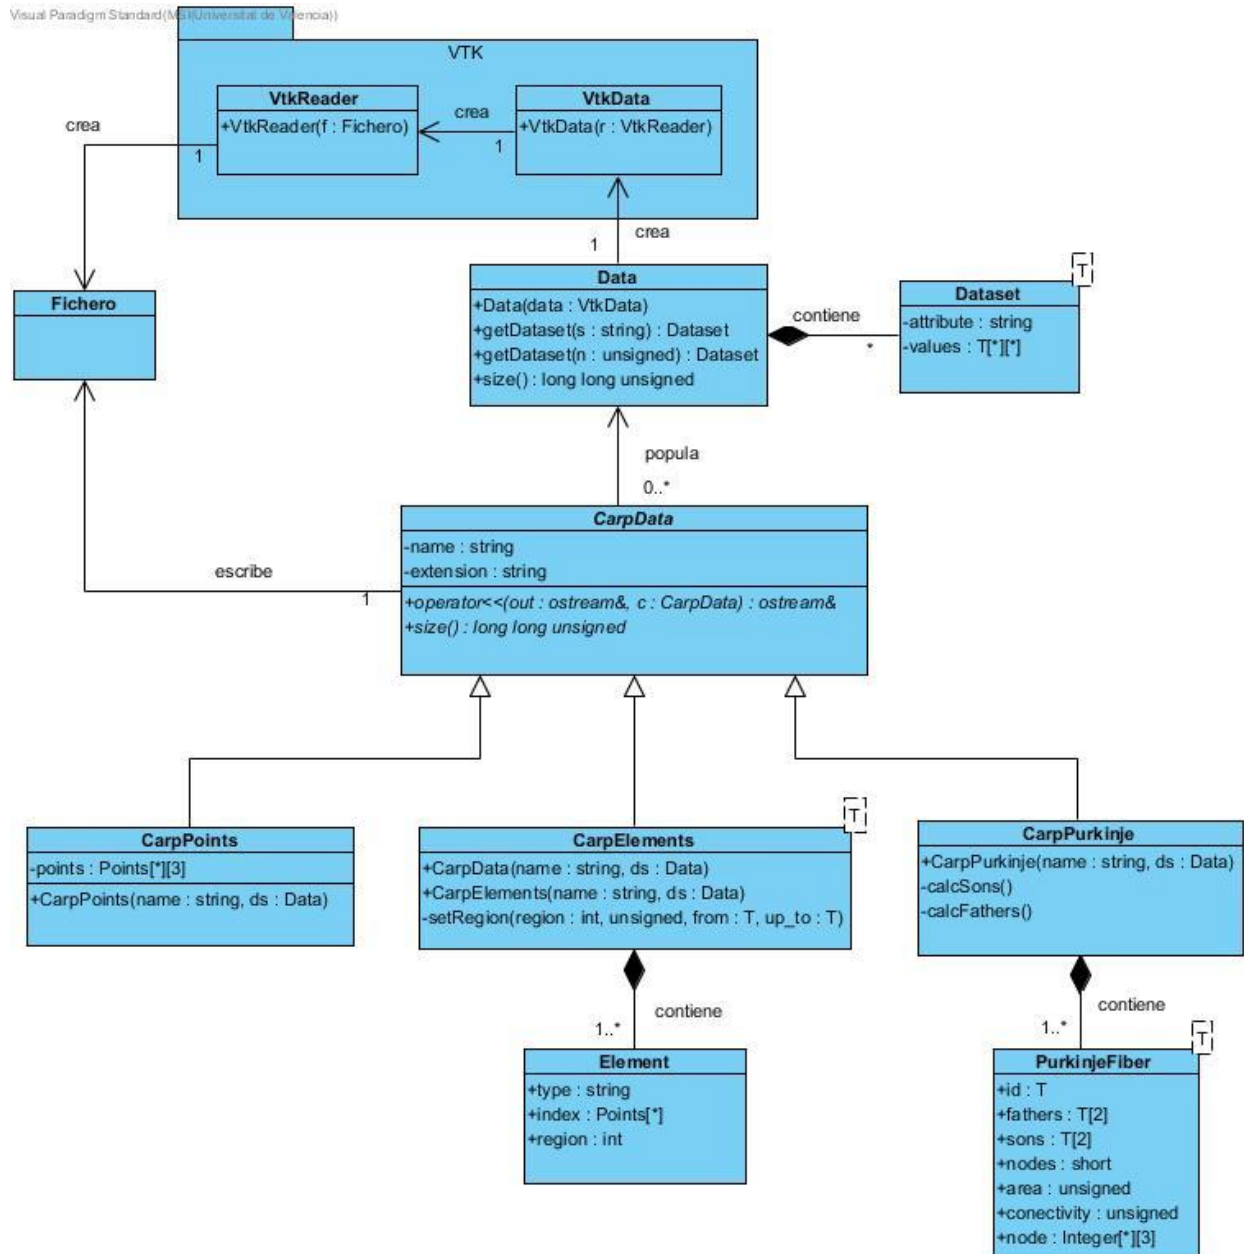 Visual Paradigm Standard(MSI(Universitat de Valencia))
VTK
VtkReader
+VtkReader(f : Fichero)
crea
1
VtkData
+VtkData(r : VtkReader)
crea
1
crea
1
Fichero
Data
+Data(data : VtkData)
+getDataset(s : string) : Dataset
+getDataset(n : unsigned) : Dataset
+size() : long long unsigned
contiene
*
T
Dataset
-attribute : string
-values : T[*][*]
popula
0..*
CarpData
-name : string
-extension : string
+operator<<(out : ostream&, c : CarpData) : ostream&
+size() : long long unsigned
escribe
1
CarpPoints
-points : Points[*][3]
+CarpPoints(name : string, ds : Data)
T
CarpElements
+CarpData(name : string, ds : Data)
+CarpElements(name : string, ds : Data)
-setRegion(region : int, unsigned, from : T, up_to : T)
CarpPurkinje
+CarpPurkinje(name : string, ds : Data)
-calcSons()
-calcFathers()
contiene
1..*
Element
+type : string
+index : Points[*]
+region : int
contiene
1..*
T
PurkinjeFiber
+id : T
+fathers : T[2]
+sons : T[2]
+nodes : short
+area : unsigned
+conectivity : unsigned
+node : Integer[*][3]